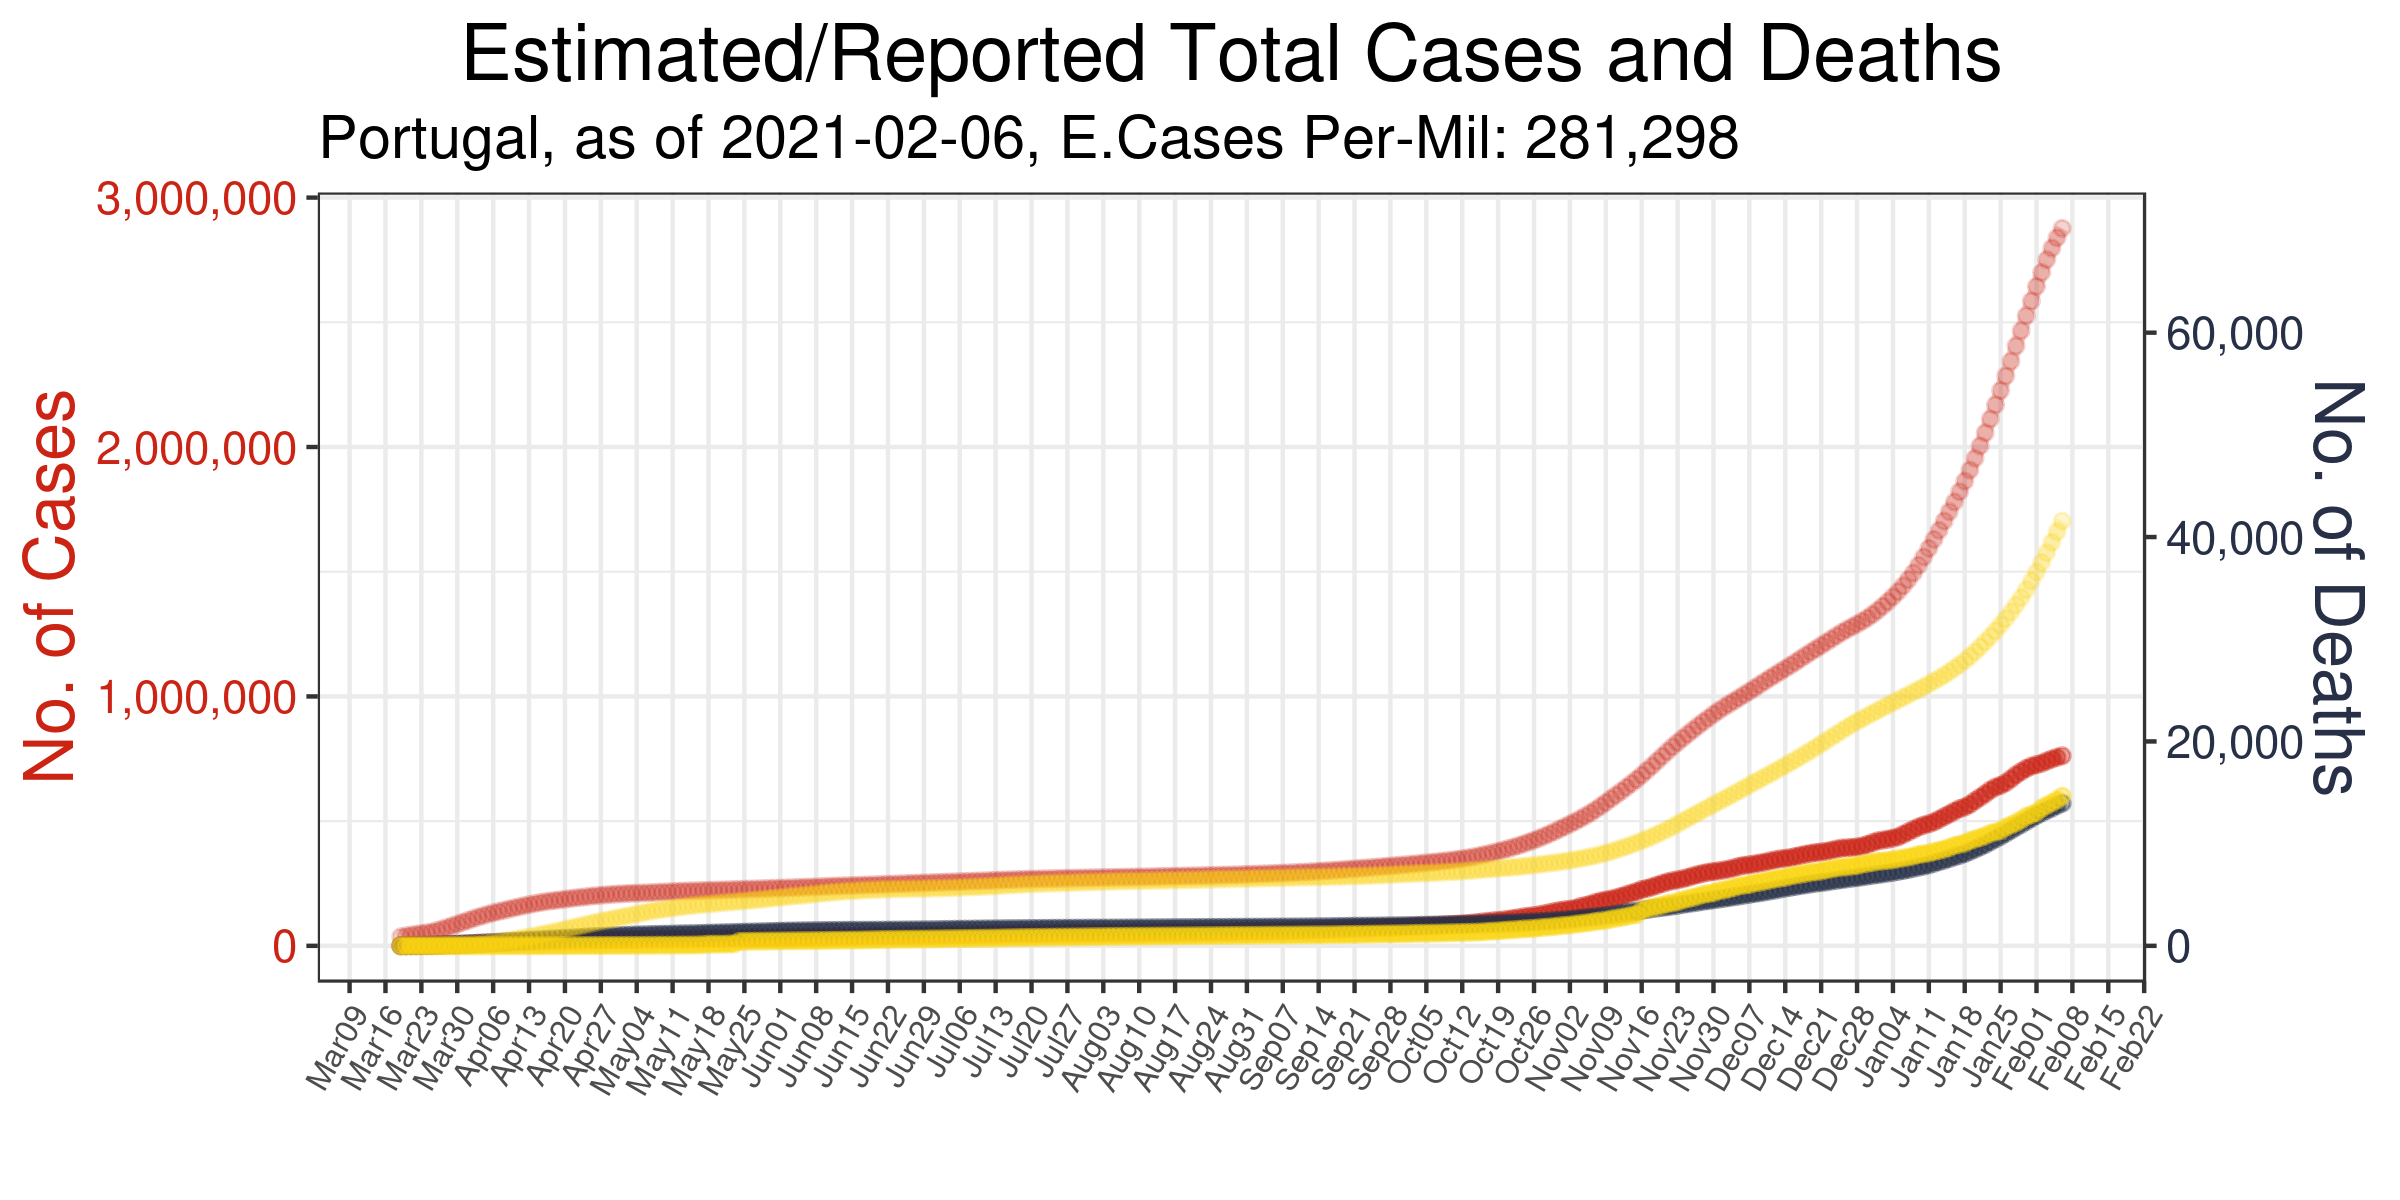 Estimated/Reported Total Cases and Deaths
Portugal, as of 2021-02-06, E.Cases Per-Mil: 281,298
No. of Cases
3,000,000
2,000,000
1,000,000
0
60,000
40,000
20,000
0
No. of Deaths
Mar09
Mar16
Mar23
Mar30
Apr06
Apr13
Apr20
Apr27
May04
May11
May18
May25
Jun01
Jun08
Jun15
Jun22
Jun29
Jul06
Jul13
Jul20
Jul27
Aug03
Aug10
Aug17
Aug24
Aug31
Sep07
Sep14
Sep21
Sep28
Oct05
Oct12
Oct19
Oct26
Nov02
Nov09
Nov16
Nov23
Nov30
Dec07
Dec14
Dec21
Dec28
Jan04
Jan11
Jan18
Jan25
Feb01
Feb08
Feb15
Feb22